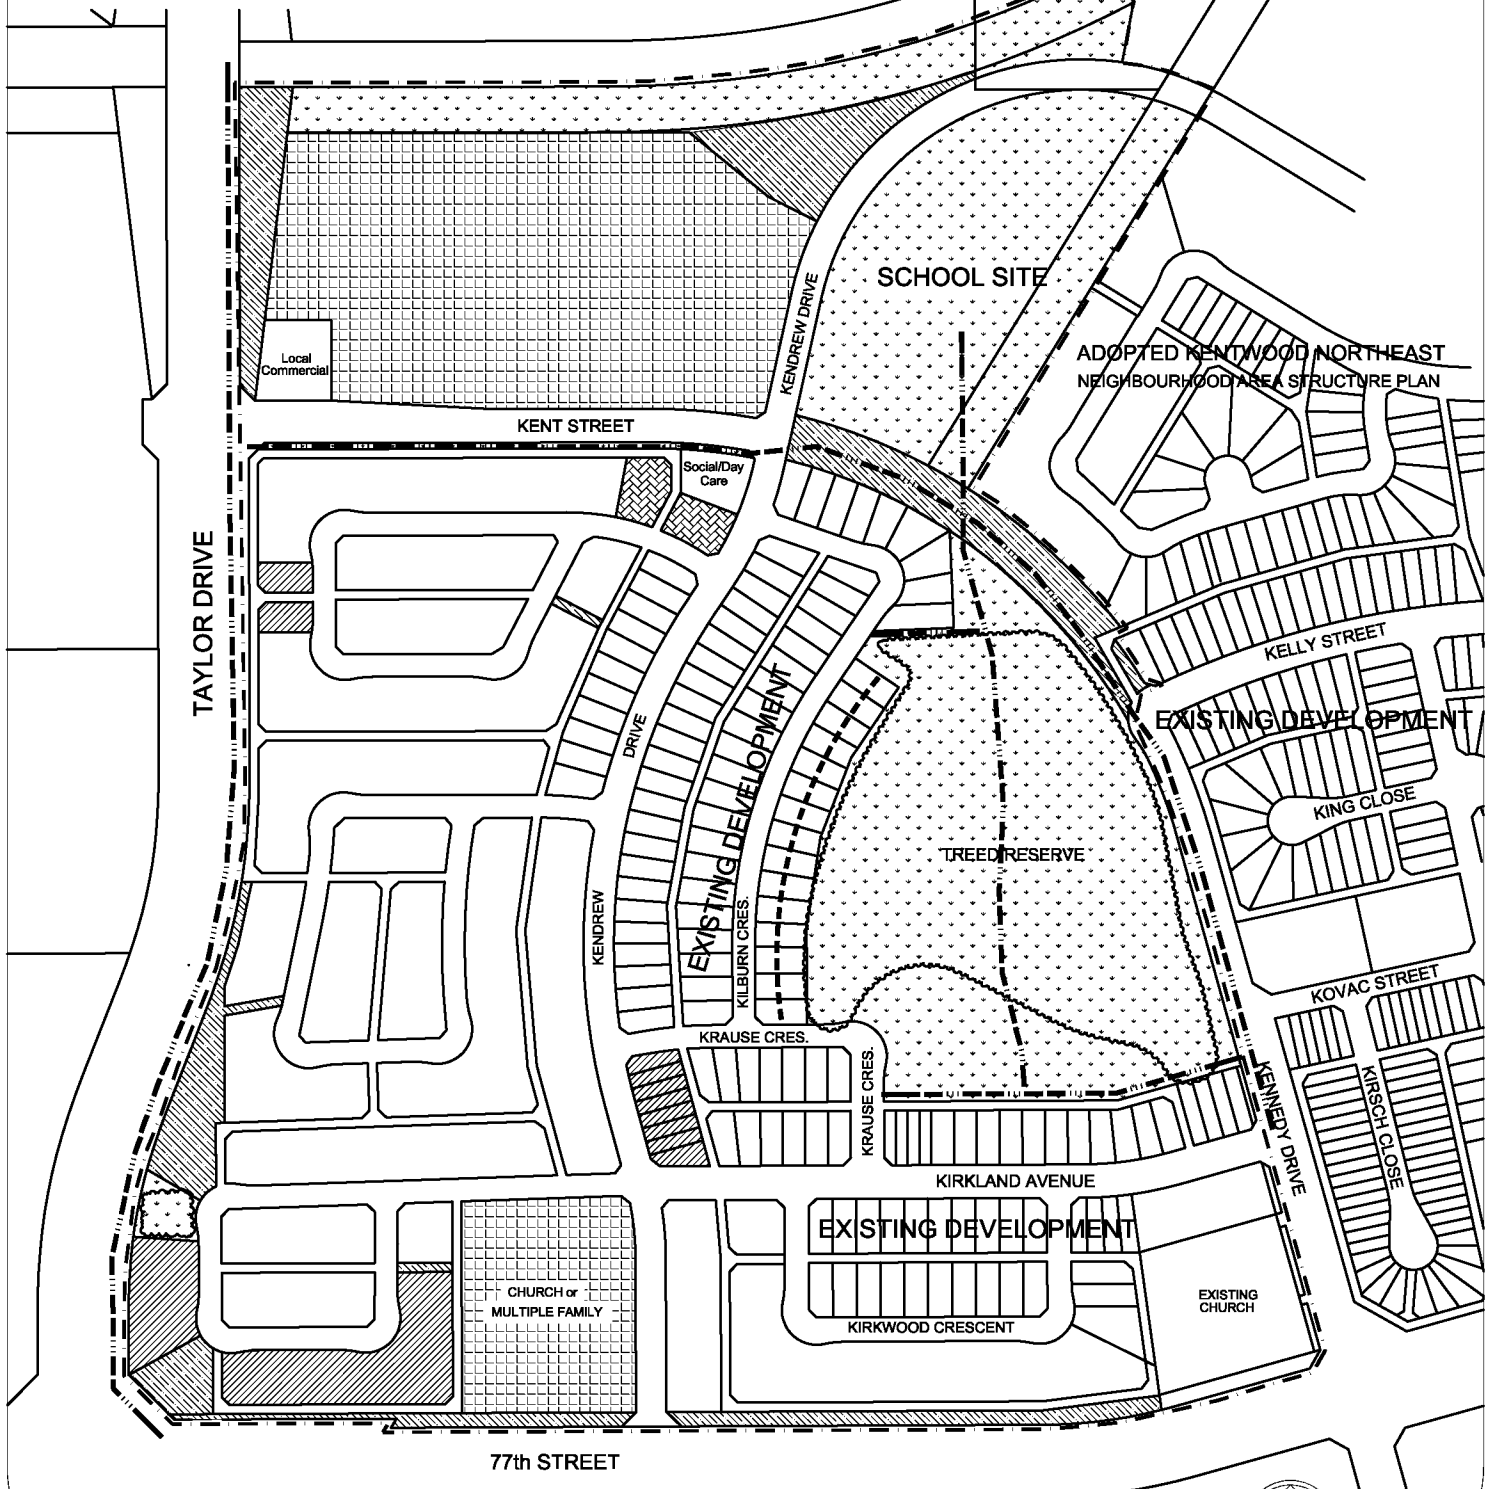 SCHOOL SITE
KENDREW DRIVE
ADOPTED KENTWOOD NORTHEAST
NEIGHBOURHOOD AREA STRUCTURE PLAN
Local
Commercial
KENT STREET
Social/Day
Care
TAYLOR DRIVE
KELLY STREET
EXISTING DEVELOPMENT
DRIVE
EXISTING DEVELOPMENT
KING CLOSE
TREED RESERVE
KENDREW
KILBURN CRES.
KOVAC STREET
KRAUSE CRES.
KRAUSE CRES.
KENNEDY DRIVE
KIRSCH CLOSE
KIRKLAND AVENUE
EXISTING DEVELOPMENT
CHURCH or
MULTIPLE FAMILY
EXISTING
CHURCH
KIRKWOOD CRESCENT
77th STREET